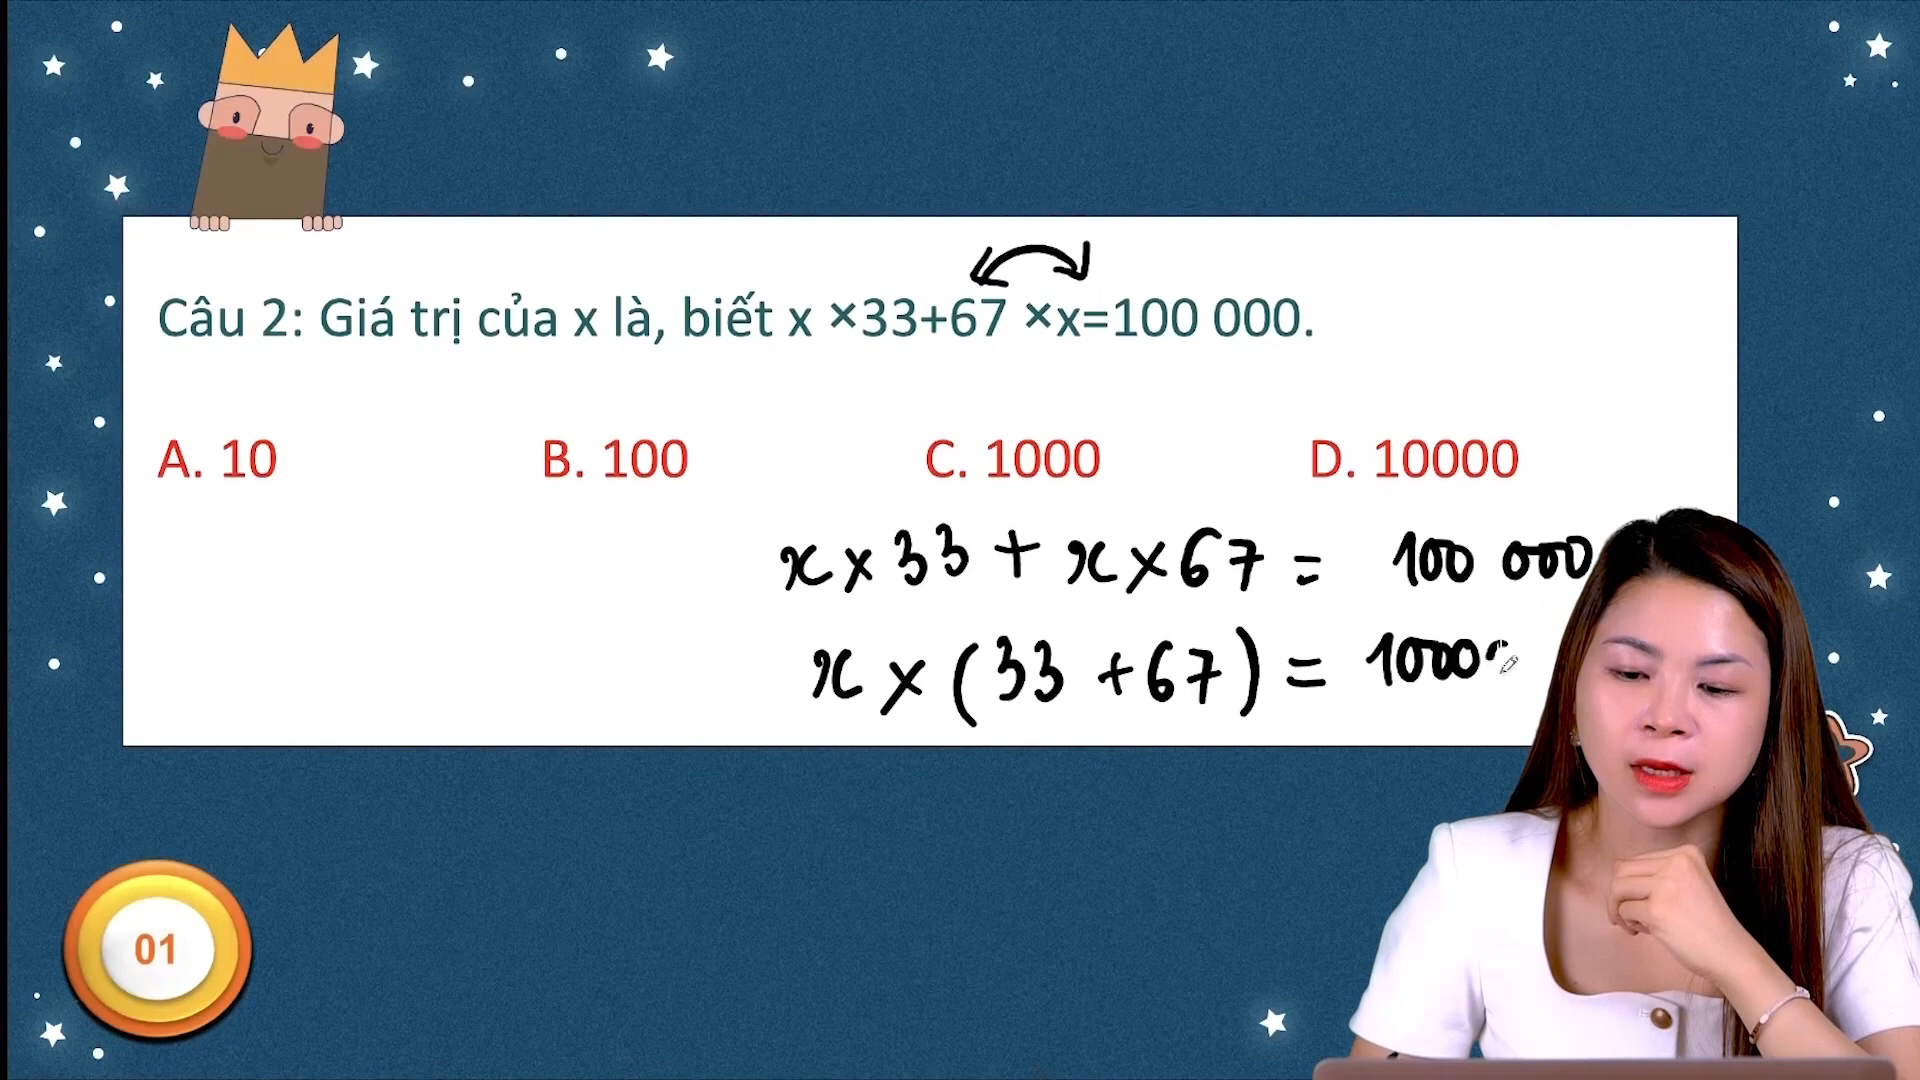 Câu 2: Giá trị của x là, biết x ×33+67 ×x=100 000.
A. 10 B. 100 C. 1000 D. 10000
x x 33 + x x 67 = 100 000
x x (33 + 67) = 1000
01